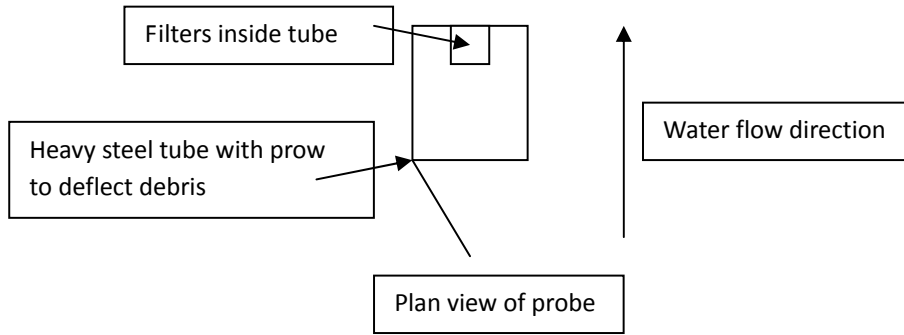 Filters inside tube
Water flow direction
Heavy steel tube with prow
to deflect debris
Plan view of probe